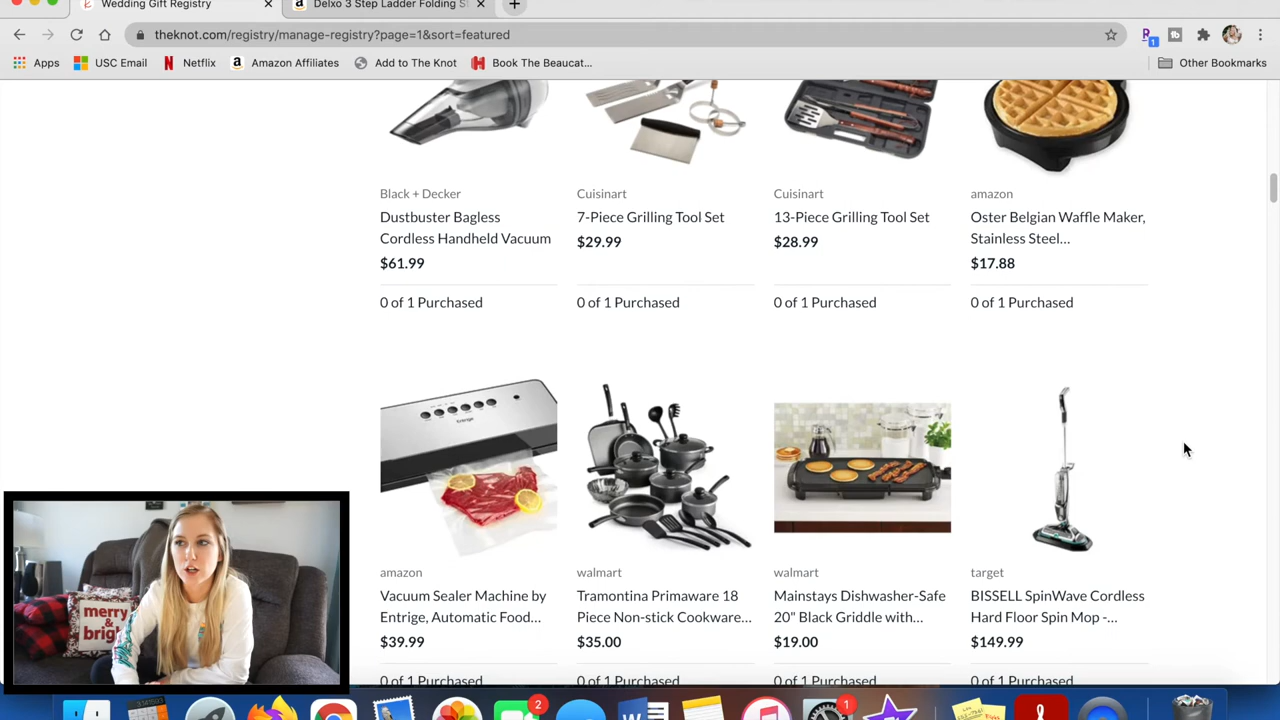 Wedding Gift Registry
Delxo 3 Step Ladder Folding S
theknot.com/registry/manage-registry?page=1&sort=featured
Apps
USC Email
Netflix
Amazon Affiliates
Add to The Knot
Book The Beaucat...
Other Bookmarks
Black + Decker
Dustbuster Bagless
Cordless Handheld Vacuum
$61.99
0 of 1 Purchased
Cuisinart
7-Piece Grilling Tool Set
$29.99
0 of 1 Purchased
Cuisinart
13-Piece Grilling Tool Set
$28.99
0 of 1 Purchased
amazon
Oster Belgian Waffle Maker,
Stainless Steel...
$17.88
0 of 1 Purchased
amazon
Vacuum Sealer Machine by
Entrige, Automatic Food...
$39.99
0 of 1 Purchased
walmart
Tramontina Primaware 18
Piece Non-stick Cookware...
$35.00
0 of 1 Purchased
walmart
Mainstays Dishwasher-Safe
20" Black Griddle with...
$19.00
0 of 1 Purchased
target
BISSELL SpinWave Cordless
Hard Floor Spin Mop -...
$149.99
0 of 1 Purchased
merry
& brigh
2
1